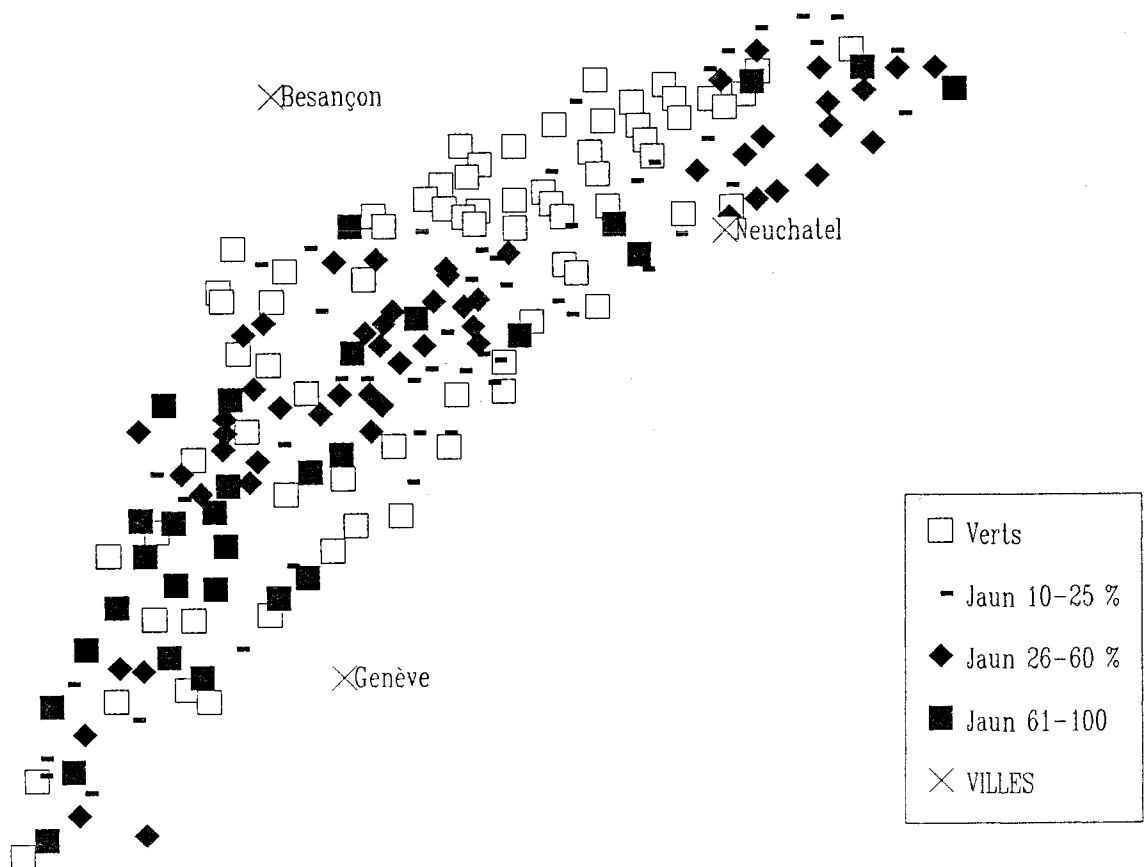 Besançon
Neuchatel
Genève
Verts
Jaun 10-25 %
Jaun 26-60 %
Jaun 61-100
VILLES